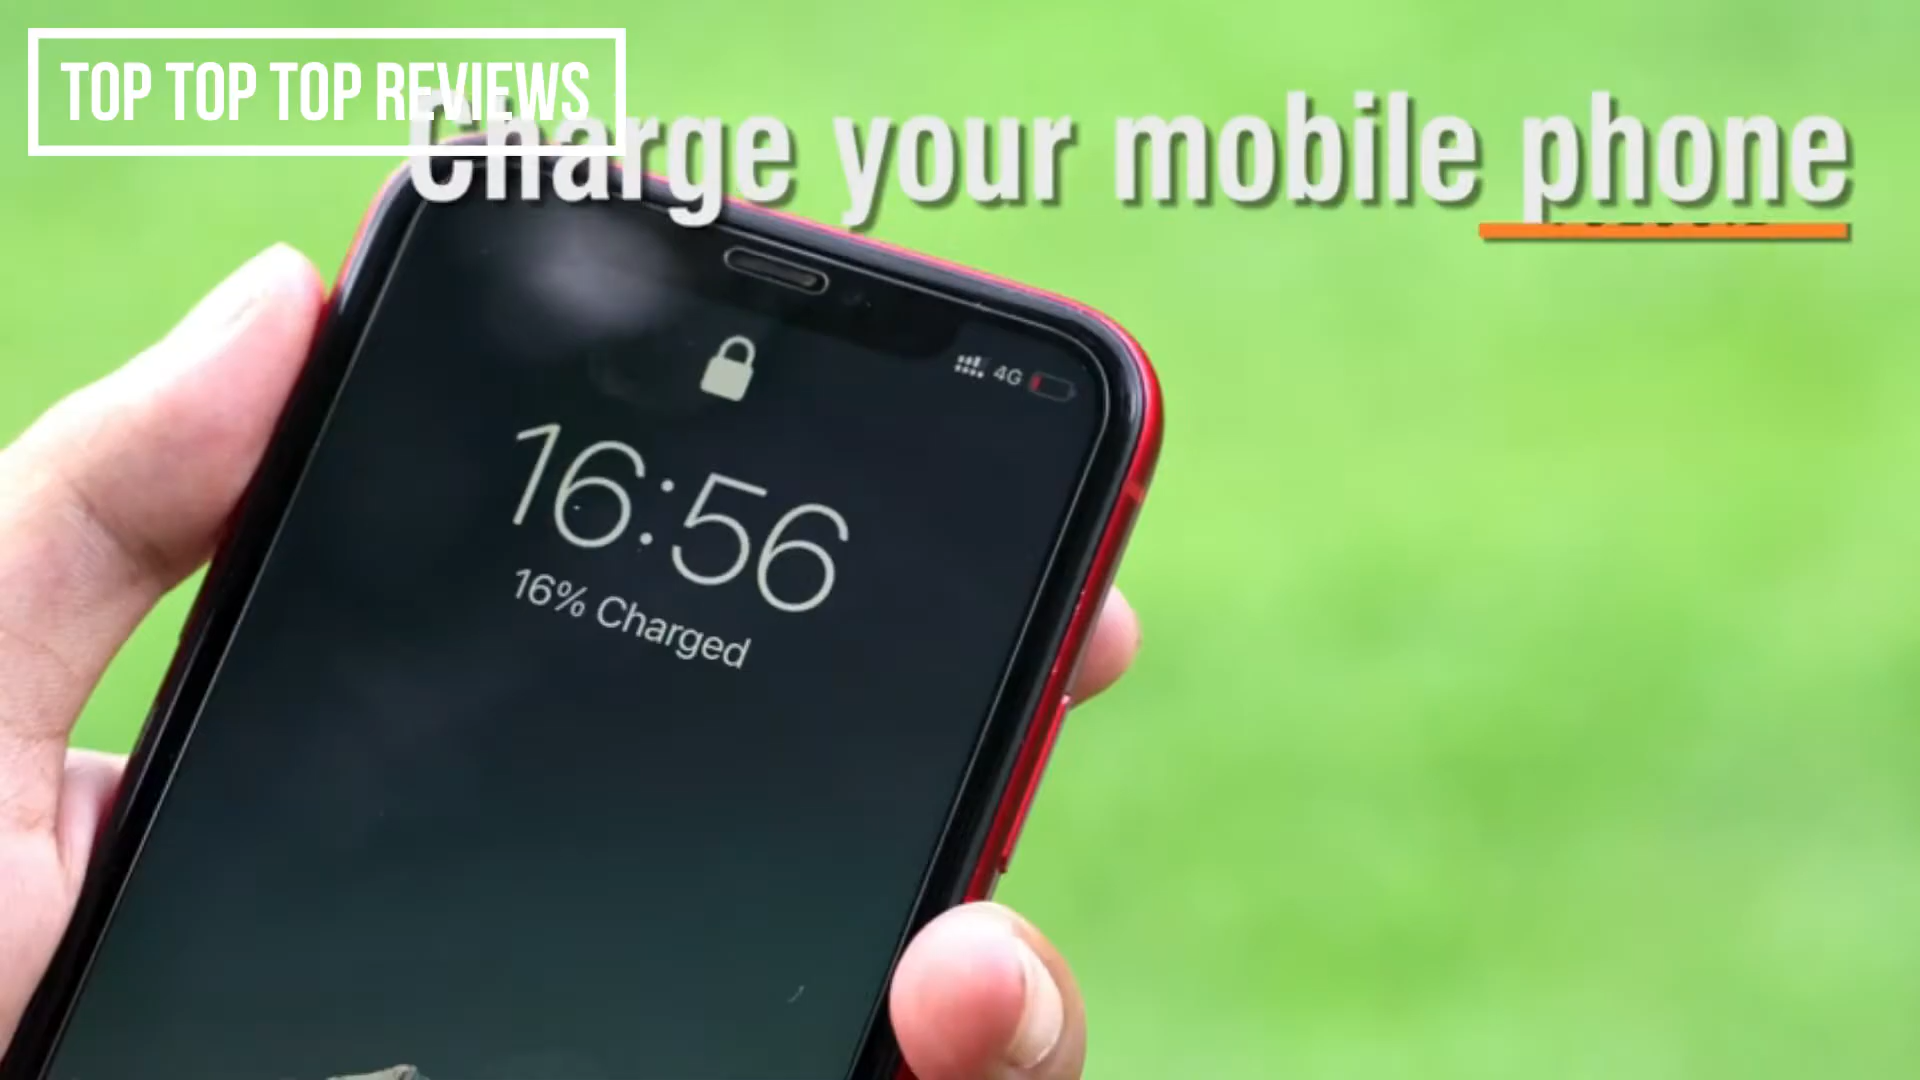 TOP TOP TOP REVIEWS
Charge your mobile phone
4G
16:56
16% Charged